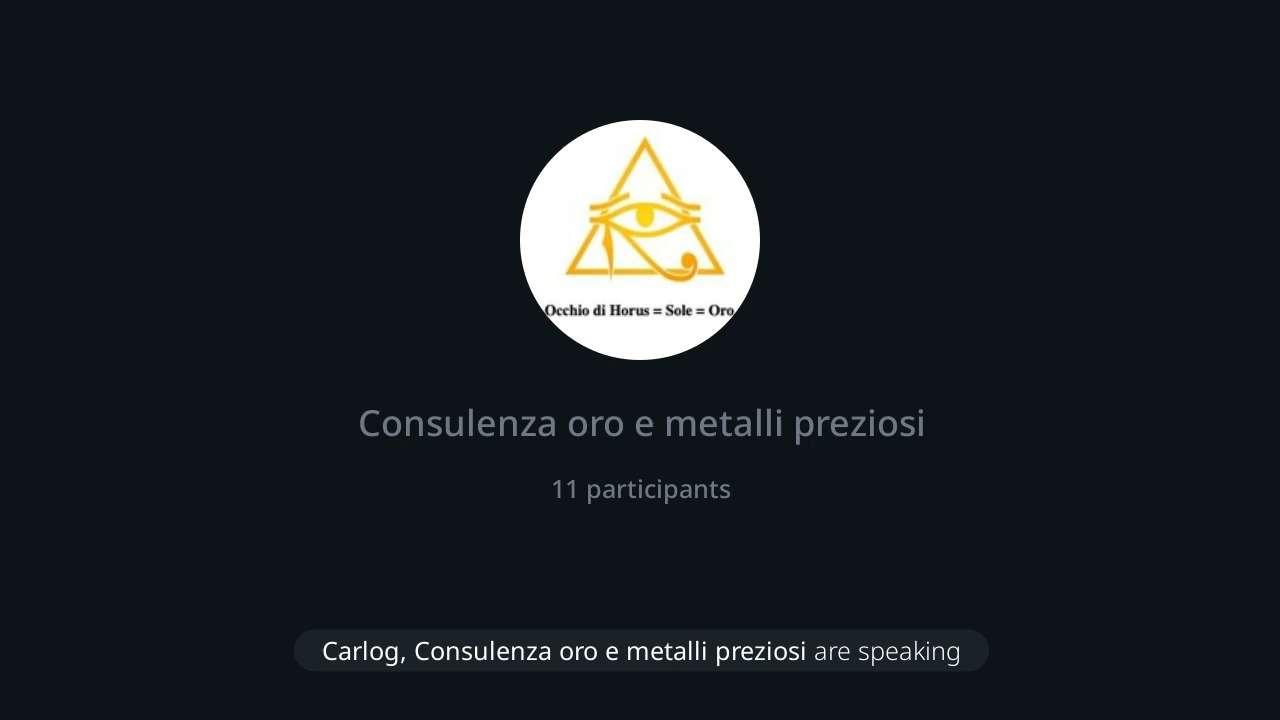 Occhio di Horus = Sole = Oro
Consulenza oro e metalli preziosi
11 participants
Carlog, Consulenza oro e metalli preziosi are speaking